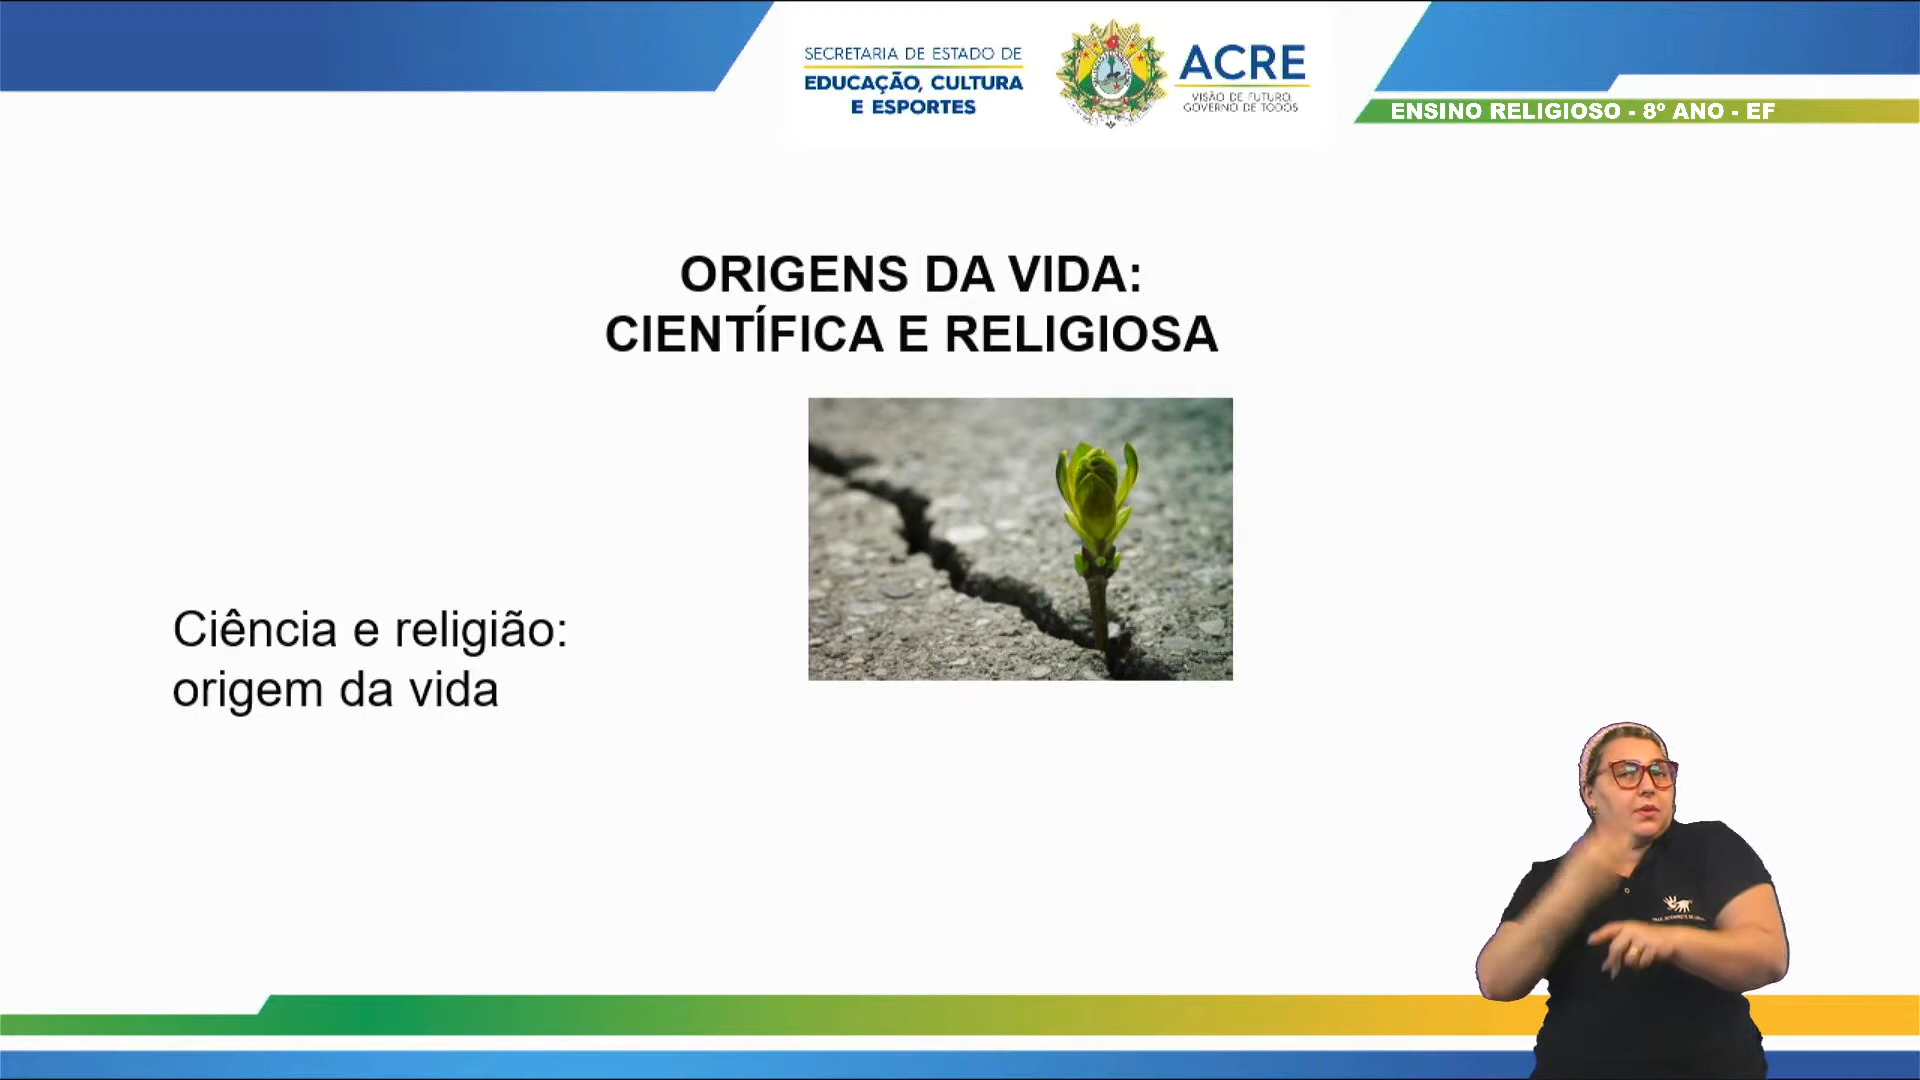 SECRETARIA DE ESTADO DE
EDUCAÇÃO, CULTURA
E ESPORTES
ACRE
VISÃO DE FUTURO,
GOVERNO DE TODOS
ENSINO RELIGIOSO - 8º ANO - EF
ORIGENS DA VIDA:
CIENTÍFICA E RELIGIOSA
Ciência e religião:
origem da vida